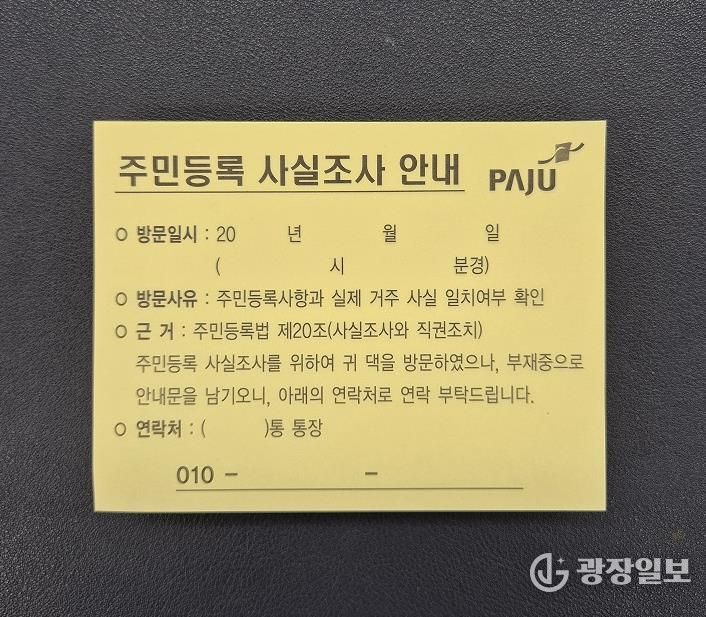 주민등록 사실조사 안내 PAJU
○ 방문일시 : 20 년 월 일
( 시 분경)
○ 방문사유 : 주민등록사항과 실제 거주 사실 일치여부 확인
○ 근 거 : 주민등록법 제20조(사실조사와 직권조치)
주민등록 사실조사를 위하여 귀 댁을 방문하였으나, 부재중으로
안내문을 남기오니, 아래의 연락처로 연락 부탁드립니다.
○ 연락처 : ( )통 통장
010 - -
광장일보